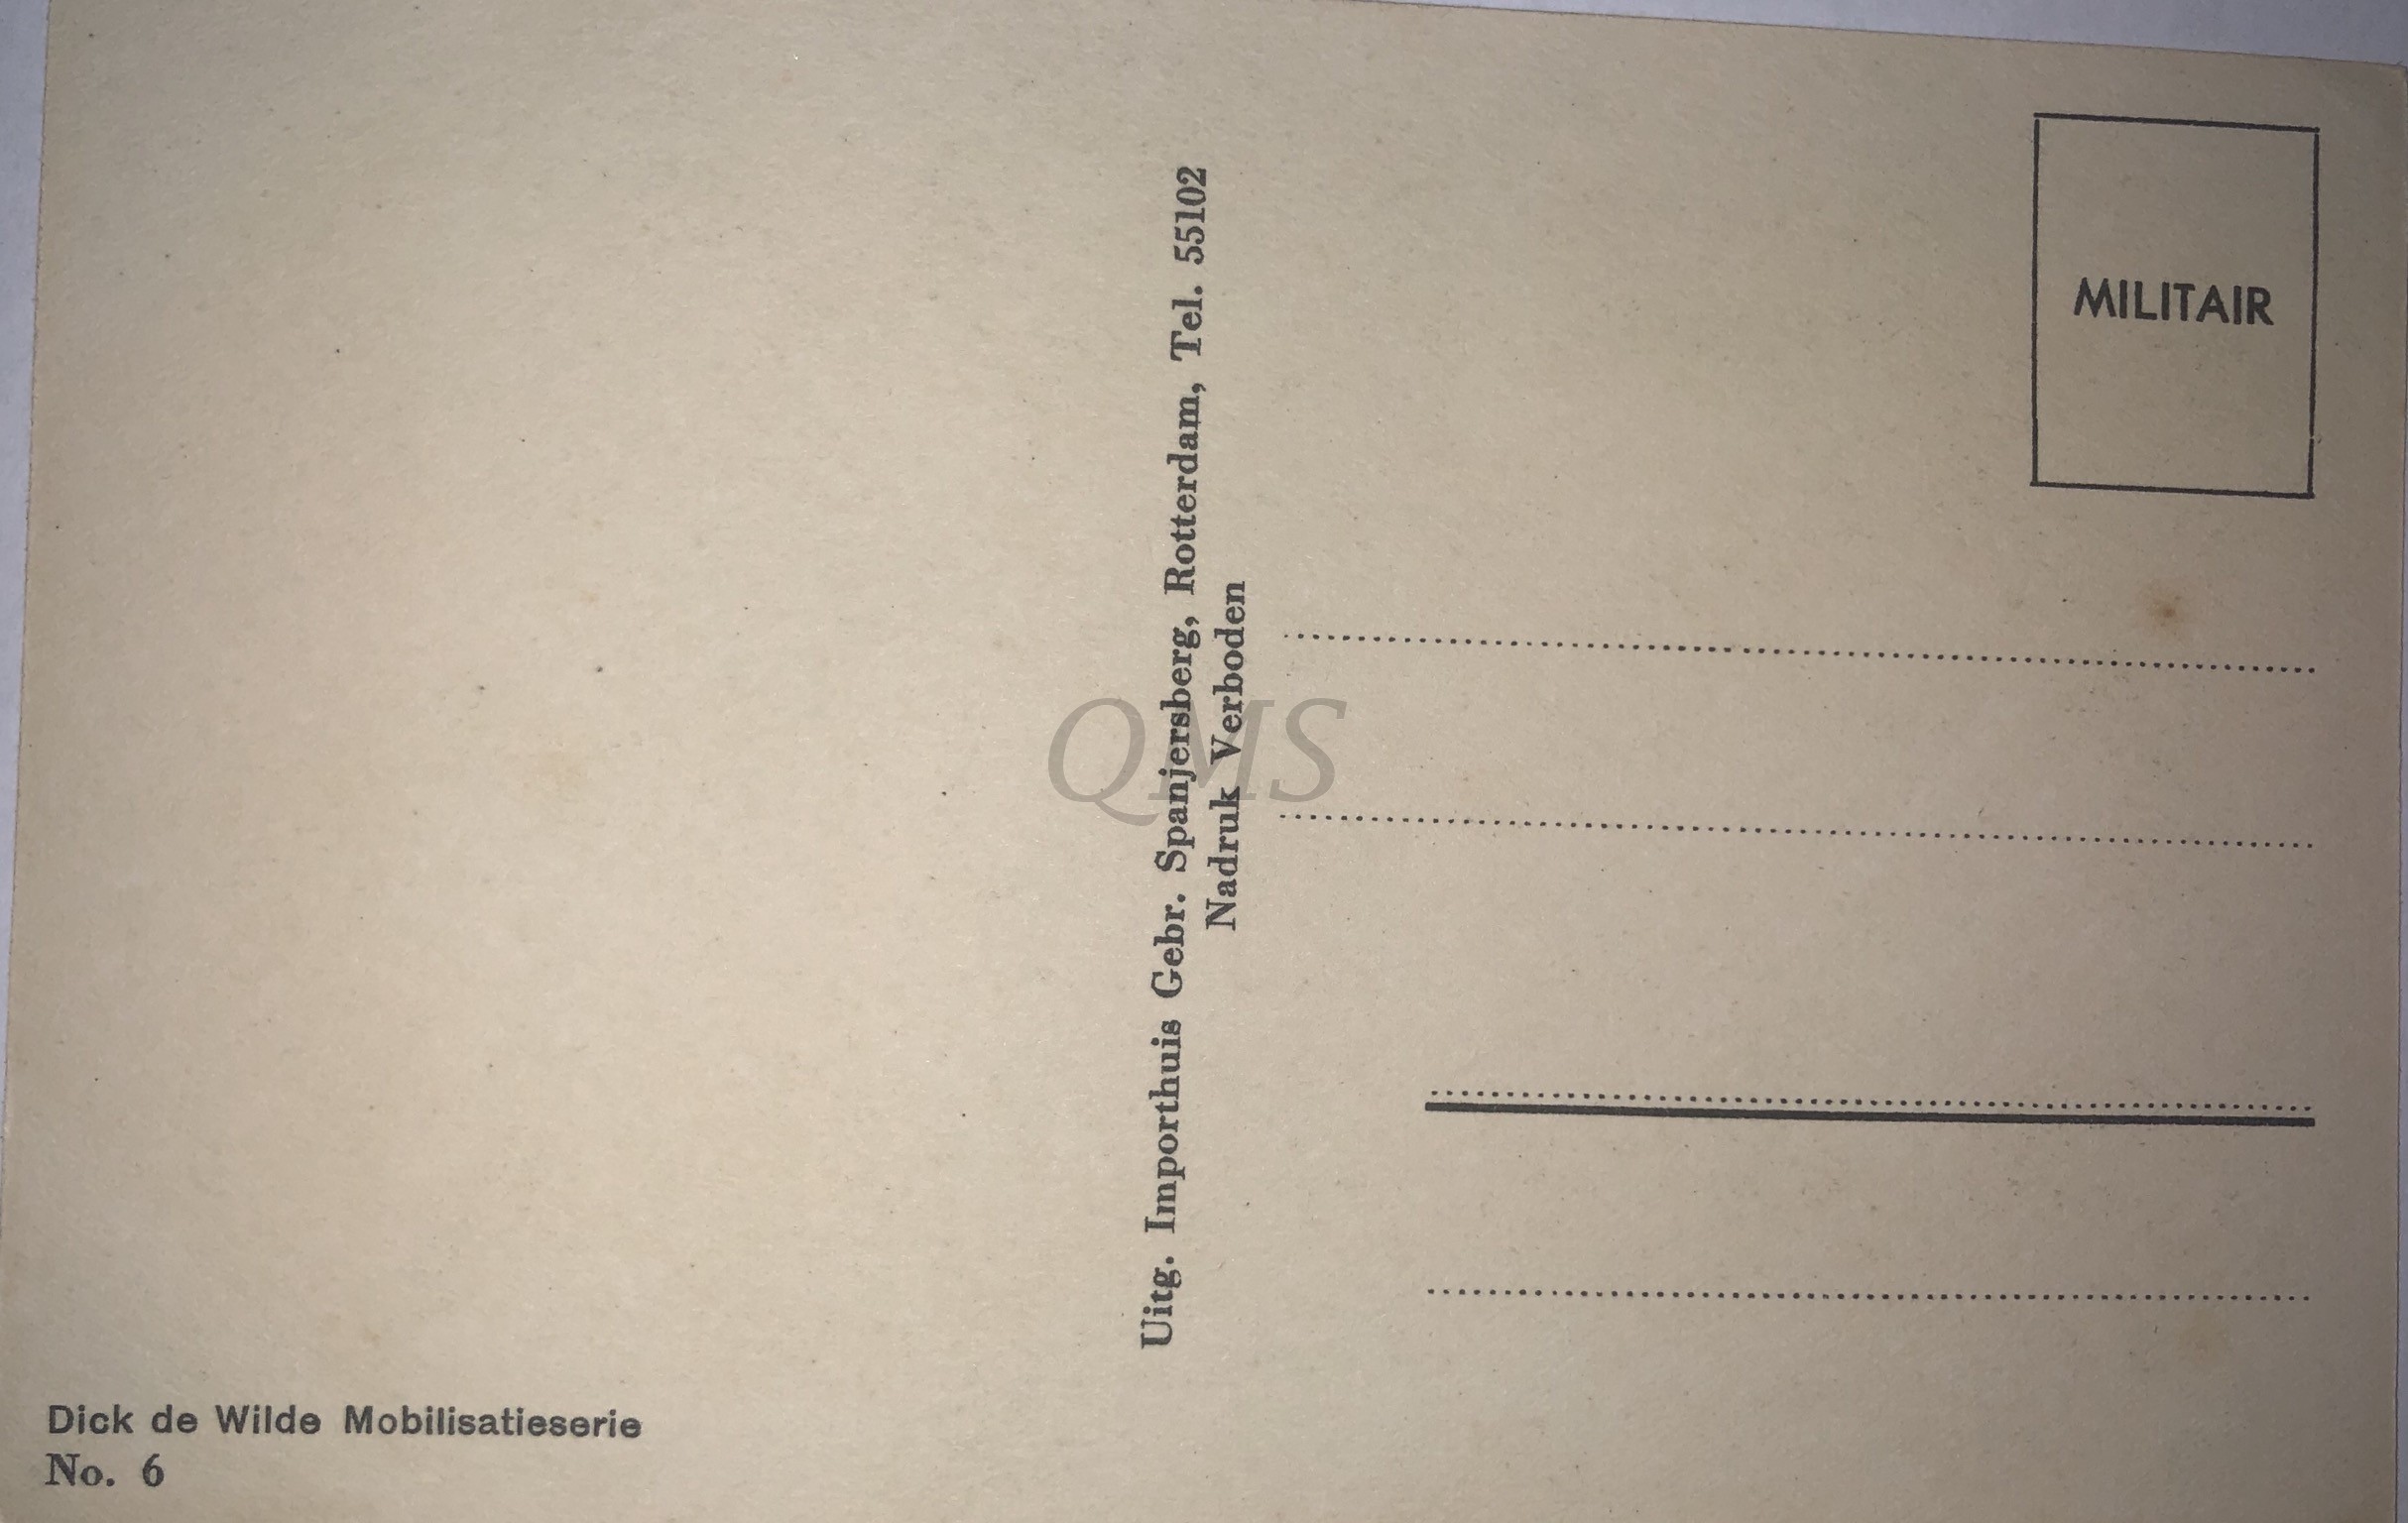 MILITAIR
Uitg. Importhuis Gebr. Spanjersberg, Rotterdam, Tel. 55102
Nadruk Verboden
QMS
Dick de Wilde Mobilisatieserie
No. 6